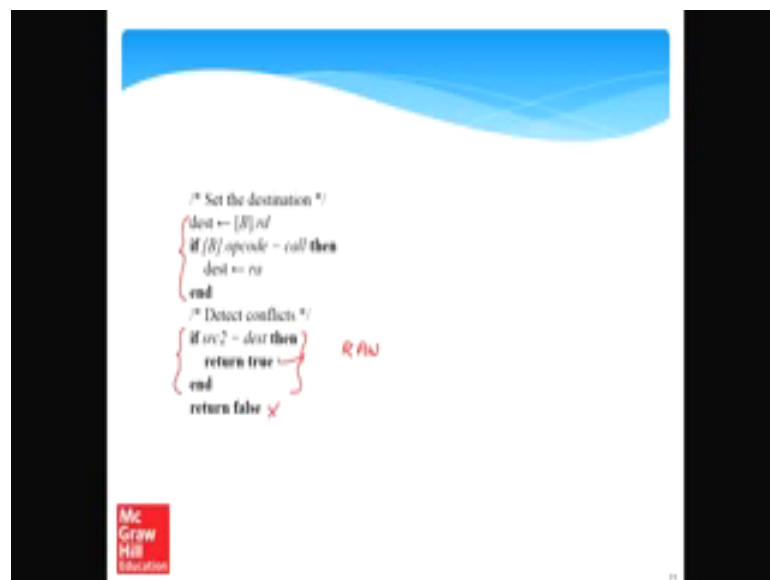 /* Set the destination */
dest ← [B].rd
if [B].opcode = call then
dest ← ra
end
/* Detect conflicts */
if src2 = dest then
return true
end
return false
RAW
Mc
Graw
Hill
Education